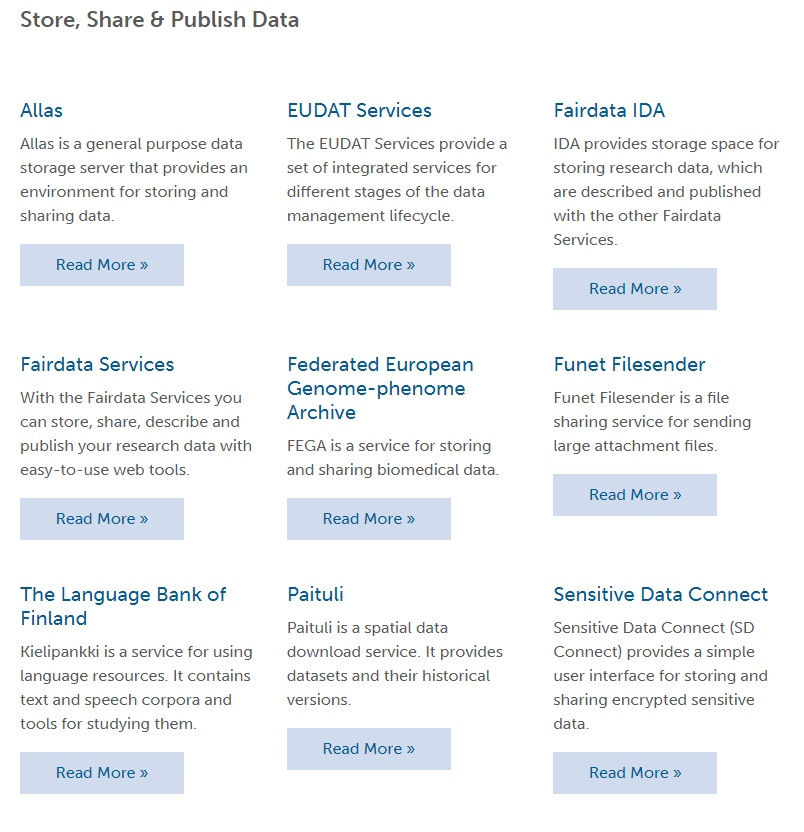 Store, Share & Publish Data
Allas
Allas is a general purpose data
storage server that provides an
environment for storing and
sharing data.
Read More »
EUDAT Services
The EUDAT Services provide a
set of integrated services for
different stages of the data
management lifecycle.
Read More »
Fairdata IDA
IDA provides storage space for
storing research data, which
are described and published
with the other Fairdata
Services.
Read More »
Fairdata Services
With the Fairdata Services you
can store, share, describe and
publish your research data with
easy-to-use web tools.
Read More »
Federated European
Genome-phenome
Archive
FEGA is a service for storing
and sharing biomedical data.
Read More »
Funet Filesender
Funet Filesender is a file
sharing service for sending
large attachment files.
Read More »
The Language Bank of
Finland
Kielipankki is a service for using
language resources. It contains
text and speech corpora and
tools for studying them.
Read More »
Paituli
Paituli is a spatial data
download service. It provides
datasets and their historical
versions.
Read More »
Sensitive Data Connect
Sensitive Data Connect (SD
Connect) provides a simple
user interface for storing and
sharing encrypted sensitive
data.
Read More »